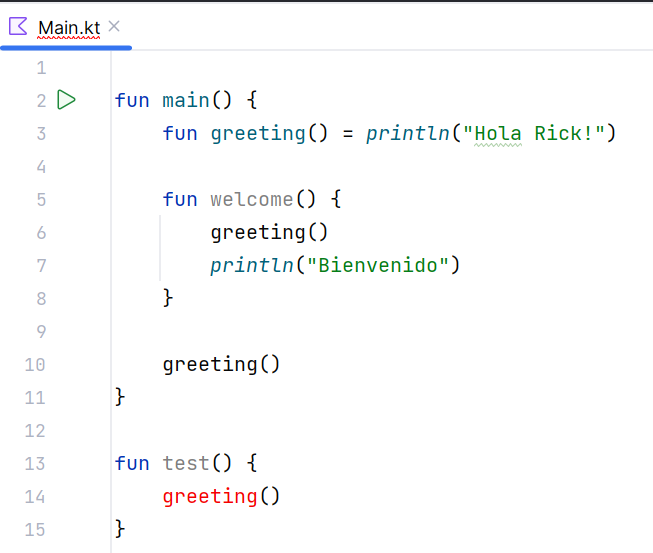 Main.kt
1
2 fun main() {
3 fun greeting() = println("Hola Rick!")
4
5 fun welcome() {
6 greeting()
7 println("Bienvenido")
8 }
9
10 greeting()
11 }
12
13 fun test() {
14 greeting()
15 }